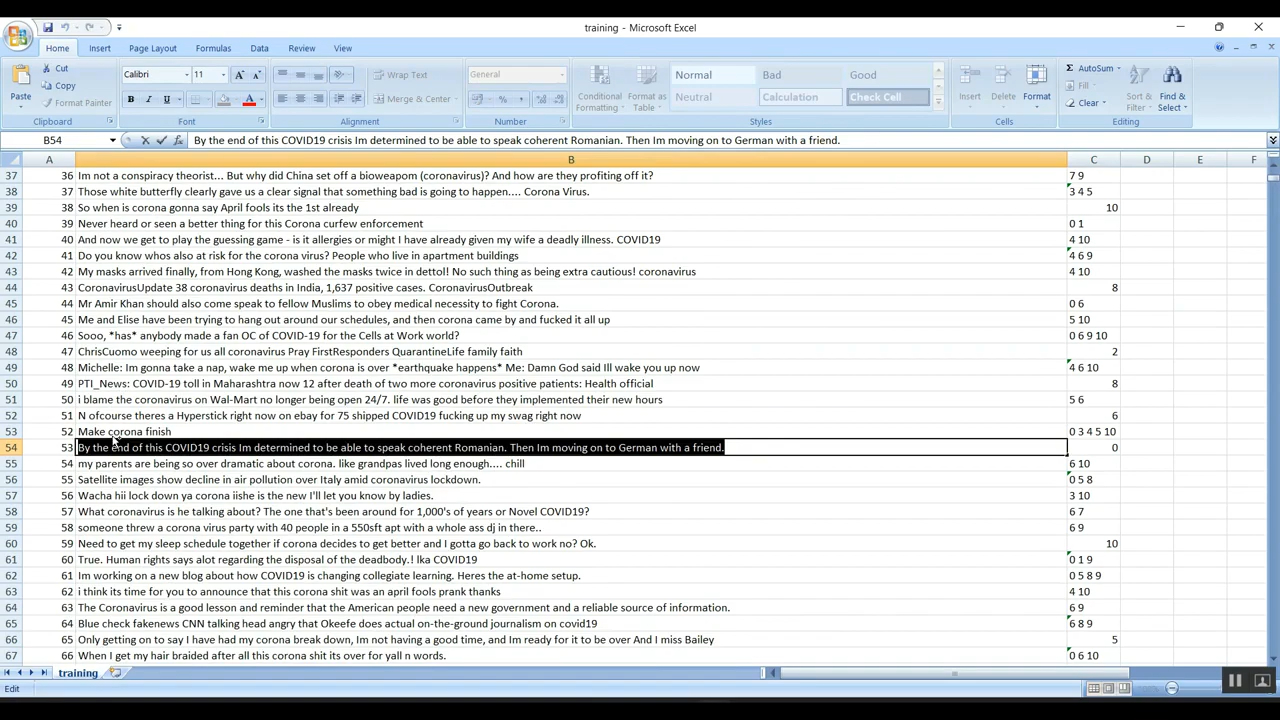 training - Microsoft Excel
Home Insert Page Layout Formulas Data Review View
Cut Calibri 11 Wrap Text General Normal Bad Good AutoSum
Copy Fill
Paste Format Painter B I U A Merge & Center $ % , Conditional Formatting Format as Table Neutral Calculation Check Cell Insert Delete Format Clear Sort & Filter Find & Select
Clipboard Font Alignment Number Styles Cells Editing
B54 fx By the end of this COVID19 crisis Im determined to be able to speak coherent Romanian. Then Im moving on to German with a friend.
A B C D E F
37 36 Im not a conspiracy theorist... But why did China set off a bioweapom (coronavirus)? And how are they profiting off it? 7 9
38 37 Those white butterfly clearly gave us a clear signal that something bad is going to happen.... Corona Virus. 3 4 5
39 38 So when is corona gonna say April fools its the 1st already 10
40 39 Never heard or seen a better thing for this Corona curfew enforcement 0 1
41 40 And now we get to play the guessing game - is it allergies or might I have already given my wife a deadly illness. COVID19 4 10
42 41 Do you know whos also at risk for the corona virus? People who live in apartment buildings 4 6 9
43 42 My masks arrived finally, from Hong Kong, washed the masks twice in dettol! No such thing as being extra cautious! coronavirus 4 10
44 43 CoronavirusUpdate 38 coronavirus deaths in India, 1,637 positive cases. CoronavirusOutbreak 8
45 44 Mr Amir Khan should also come speak to fellow Muslims to obey medical necessity to fight Corona. 0 6
46 45 Me and Elise have been trying to hang out around our schedules, and then corona came by and fucked it all up 5 10
47 46 Sooo, *has* anybody made a fan OC of COVID-19 for the Cells at Work world? 0 6 9 10
48 47 ChrisCuomo weeping for us all coronavirus Pray FirstResponders QuarantineLife family faith 2
49 48 Michelle: Im gonna take a nap, wake me up when corona is over *earthquake happens* Me: Damn God said Ill wake you up now 4 6 10
50 49 PTI_News: COVID-19 toll in Maharashtra now 12 after death of two more coronavirus positive patients: Health official 8
51 50 i blame the coronavirus on Wal-Mart no longer being open 24/7. life was good before they implemented their new hours 5 6
52 51 N ofcourse theres a Hyperstick right now on ebay for 75 shipped COVID19 fucking up my swag right now 6
53 52 Make corona finish 0 3 4 5 10
54 53 By the end of this COVID19 crisis Im determined to be able to speak coherent Romanian. Then Im moving on to German with a friend. 0
55 54 my parents are being so over dramatic about corona. like grandpas lived long enough.... chill 6 10
56 55 Satellite images show decline in air pollution over Italy amid coronavirus lockdown. 0 5 8
57 56 Wacha hii lock down ya corona iishe is the new I'll let you know by ladies. 3 10
58 57 What coronavirus is he talking about? The one that's been around for 1,000's of years or Novel COVID19? 6 7
59 58 someone threw a corona virus party with 40 people in a 550sft apt with a whole ass dj in there.. 6 9
60 59 Need to get my sleep schedule together if corona decides to get better and I gotta go back to work no? Ok. 10
61 60 True. Human rights says alot regarding the disposal of the deadbody.! lka COVID19 0 1 9
62 61 Im working on a new blog about how COVID19 is changing collegiate learning. Heres the at-home setup. 0 5 8 9
63 62 i think its time for you to announce that this corona shit was an april fools prank thanks 4 10
64 63 The Coronavirus is a good lesson and reminder that the American people need a new government and a reliable source of information. 6 9
65 64 Blue check fakenews CNN talking head angry that Okeefe does actual on-the-ground journalism on covid19 6 8 9
66 65 Only getting on to say I have had my corona break down, Im not having a good time, and Im ready for it to be over And I miss Bailey 5
67 66 When I get my hair braided after all this corona shit its over for yall n words. 0 6 10
training
Edit